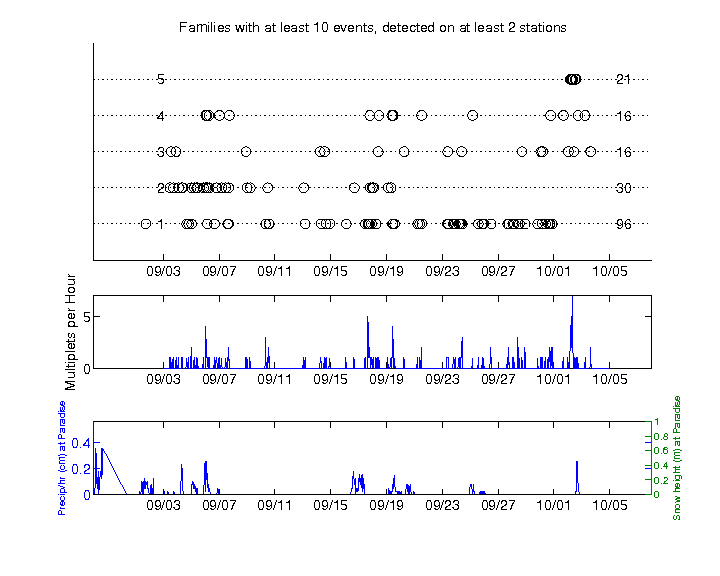 Families with at least 10 events, detected on at least 2 stations
5 21
4 16
3 16
2 30
1 96
09/03 09/07 09/11 09/15 09/19 09/23 09/27 10/01 10/05
Multiplets per Hour
5
0
09/03 09/07 09/11 09/15 09/19 09/23 09/27 10/01 10/05
Precip/hr (cm) at Paradise
0.4
0.2
0
1
0.8
0.6
0.4
0.2
0
Snow height (m) at Paradise
09/03 09/07 09/11 09/15 09/19 09/23 09/27 10/01 10/05